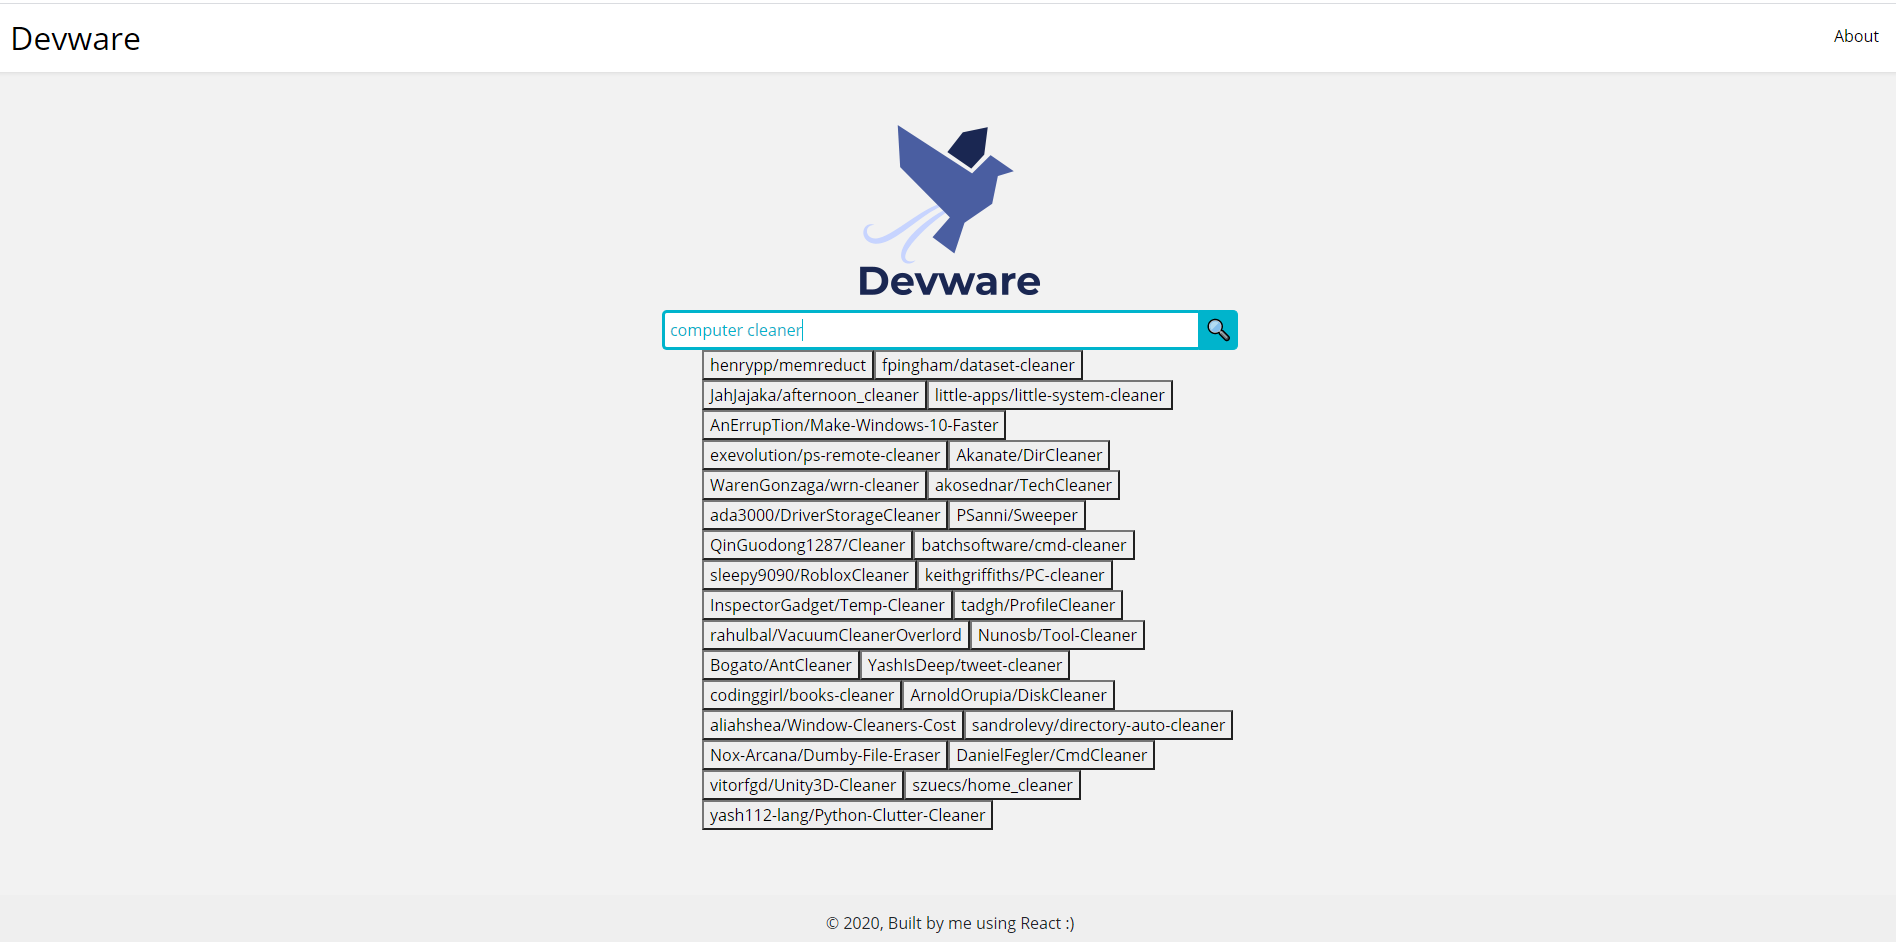 Devware
About
Devware
computer cleaner
henrypp/memreduct fpingham/dataset-cleaner
JahJajaka/afternoon_cleaner little-apps/little-system-cleaner
AnErrupTion/Make-Windows-10-Faster
exevolution/ps-remote-cleaner Akanate/DirCleaner
WarenGonzaga/wrn-cleaner akosednar/TechCleaner
ada3000/DriverStorageCleaner PSanni/Sweeper
QinGuodong1287/Cleaner batchsoftware/cmd-cleaner
sleepy9090/RobloxCleaner keithgriffiths/PC-cleaner
InspectorGadget/Temp-Cleaner tadgh/ProfileCleaner
rahulbal/VacuumCleanerOverlord Nunosb/Tool-Cleaner
Bogato/AntCleaner YashIsDeep/tweet-cleaner
codinggirl/books-cleaner ArnoldOrupia/DiskCleaner
aliahshea/Window-Cleaners-Cost sandrolevy/directory-auto-cleaner
Nox-Arcana/Dumby-File-Eraser DanielFegler/CmdCleaner
vitorfgd/Unity3D-Cleaner szuecs/home_cleaner
yash112-lang/Python-Clutter-Cleaner
© 2020, Built by me using React :)